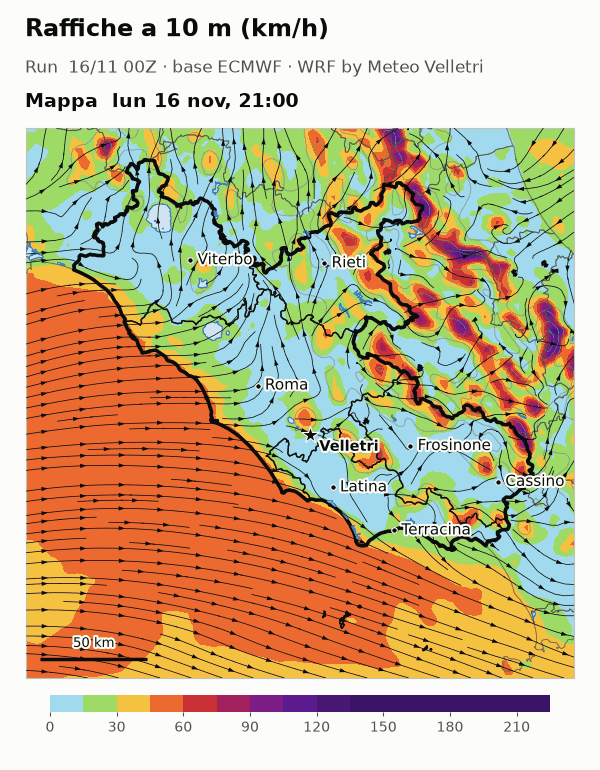 Raffiche a 10 m (km/h)
Run  16/11 00Z · base ECMWF · WRF by Meteo Velletri
Mappa  lun 16 nov, 21:00
Viterbo
Rieti
Roma
Velletri
Frosinone
Latina
Cassino
Terracina
50 km
0 30 60 90 120 150 180 210